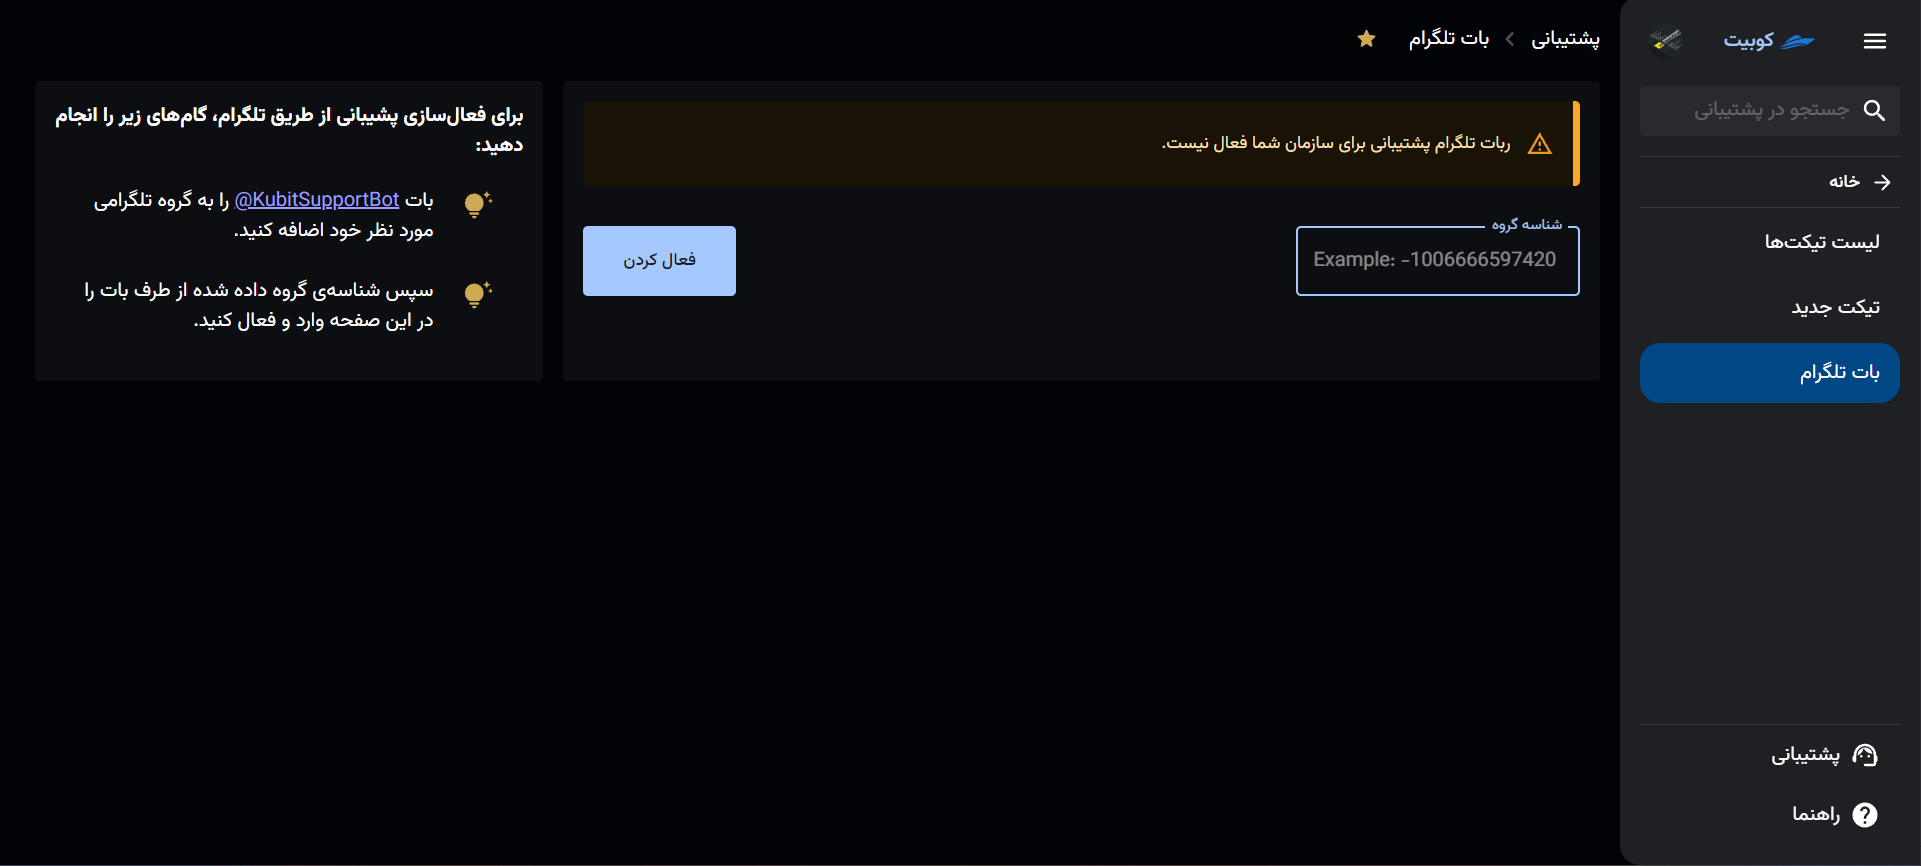 کوبیت
جستجو در پشتیبانی
خانه
لیست تیکت‌ها
تیکت جدید
بات تلگرام
پشتیبانی
راهنما
پشتیبانی
بات تلگرام
ربات تلگرام پشتیبانی برای سازمان شما فعال نیست.
شناسه گروه
Example: -1006666597420
فعال کردن
برای فعال‌سازی پشیبانی از طریق تلگرام، گام‌های زیر را انجام
دهید:
بات @KubitSupportBot را به گروه تلگرامی
مورد نظر خود اضافه کنید.
سپس شناسه‌ی گروه داده شده از طرف بات را
در این صفحه وارد و فعال کنید.